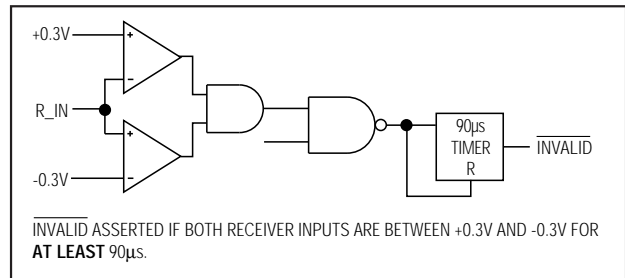 +0.3V
+
-
R_IN
+
-
-0.3V
90µs
TIMER
R
INVALID
INVALID ASSERTED IF BOTH RECEIVER INPUTS ARE BETWEEN +0.3V AND -0.3V FOR
AT LEAST 90µs.